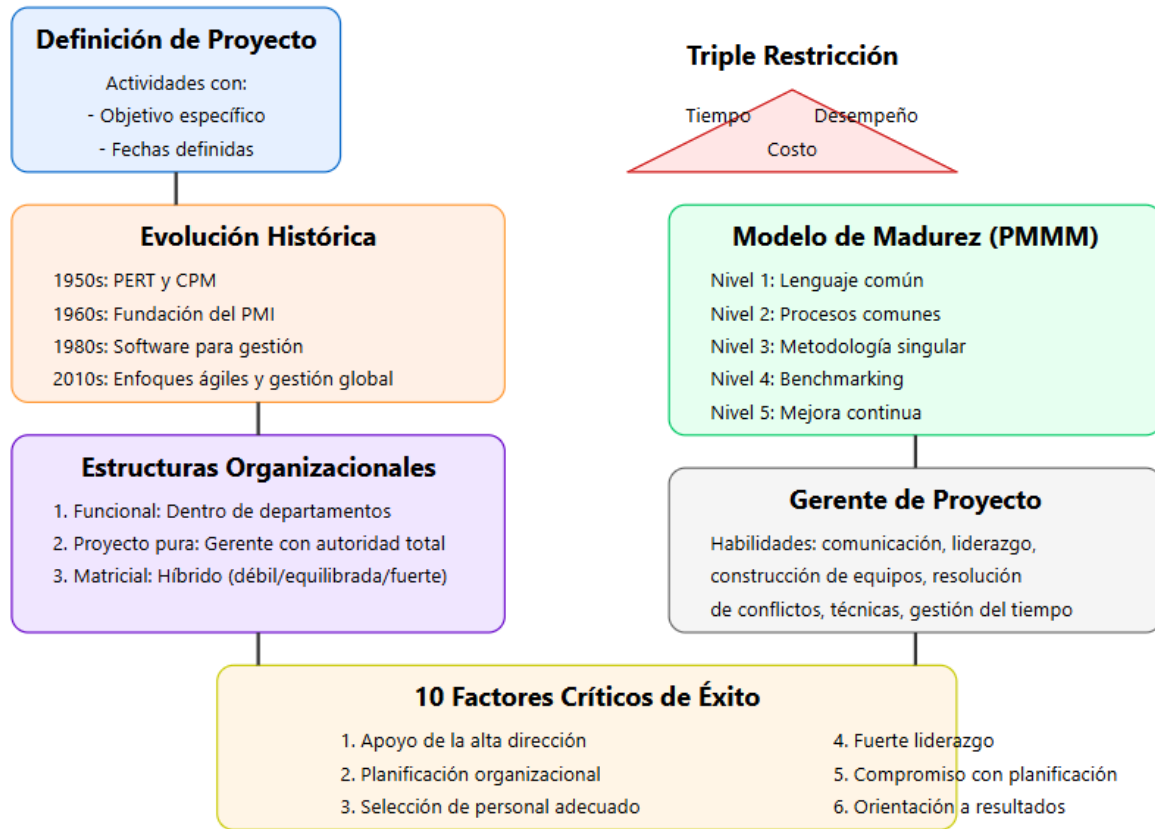 Definición de Proyecto
Actividades con:
- Objetivo específico
- Fechas definidas
Triple Restricción
Tiempo
Desempeño
Costo
Evolución Histórica
1950s: PERT y CPM
1960s: Fundación del PMI
1980s: Software para gestión
2010s: Enfoques ágiles y gestión global
Modelo de Madurez (PMMM)
Nivel 1: Lenguaje común
Nivel 2: Procesos comunes
Nivel 3: Metodología singular
Nivel 4: Benchmarking
Nivel 5: Mejora continua
Estructuras Organizacionales
1. Funcional: Dentro de departamentos
2. Proyecto pura: Gerente con autoridad total
3. Matricial: Híbrido (débil/equilibrada/fuerte)
Gerente de Proyecto
Habilidades: comunicación, liderazgo,
construcción de equipos, resolución
de conflictos, técnicas, gestión del tiempo
10 Factores Críticos de Éxito
1. Apoyo de la alta dirección
2. Planificación organizacional
3. Selección de personal adecuado
4. Fuerte liderazgo
5. Compromiso con planificación
6. Orientación a resultados